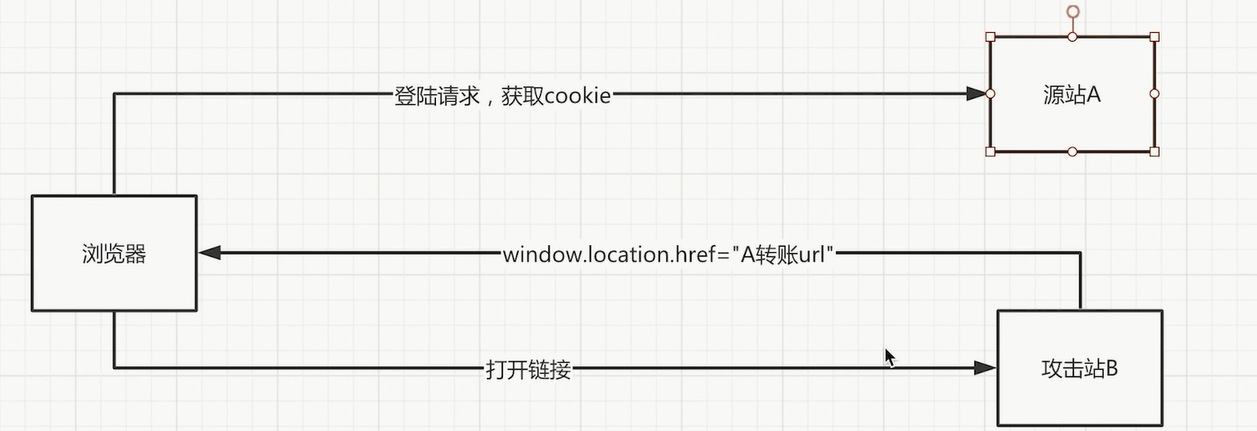 登陆请求，获取cookie
源站A
浏览器
window.location.href="A转账url"
打开链接
攻击站B